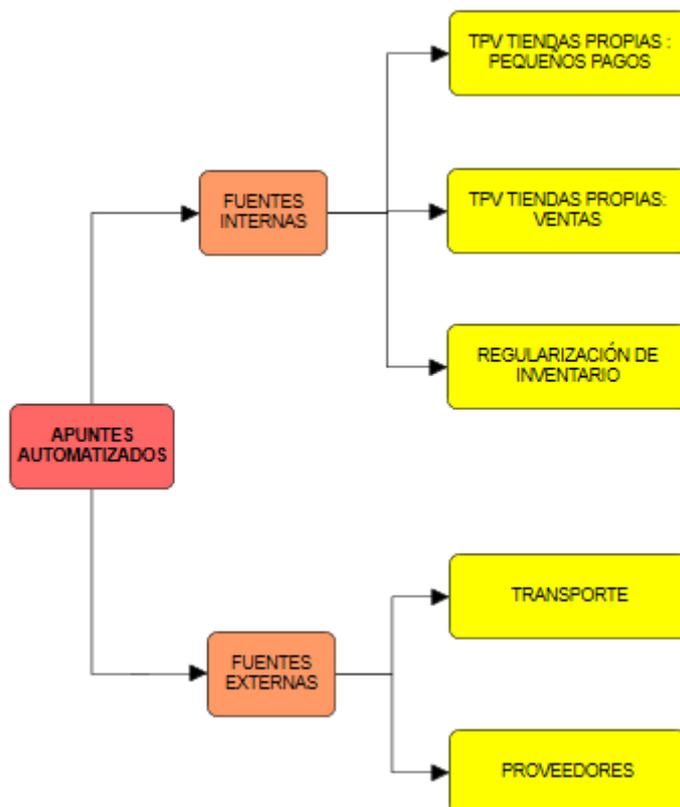 TPV TIENDAS PROPIAS :
PEQUEÑOS PAGOS
FUENTES
INTERNAS
TPV TIENDAS PROPIAS:
VENTAS
REGULARIZACIÓN DE
INVENTARIO
APUNTES
AUTOMATIZADOS
TRANSPORTE
FUENTES
EXTERNAS
PROVEEDORES